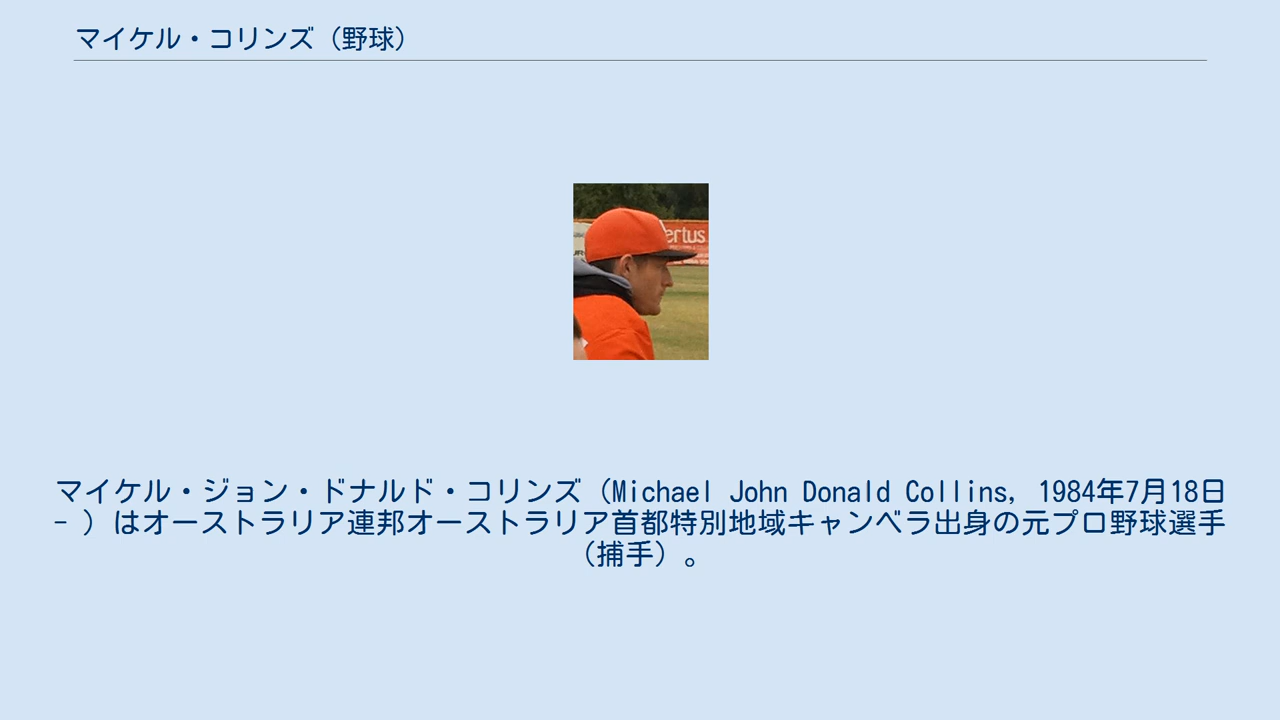 マイケル・コリンズ（野球）
ertus
マイケル・ジョン・ドナルド・コリンズ（Michael John Donald Collins, 1984年7月18日
- ）はオーストラリア連邦オーストラリア首都特別地域キャンベラ出身の元プロ野球選手
（捕手）。